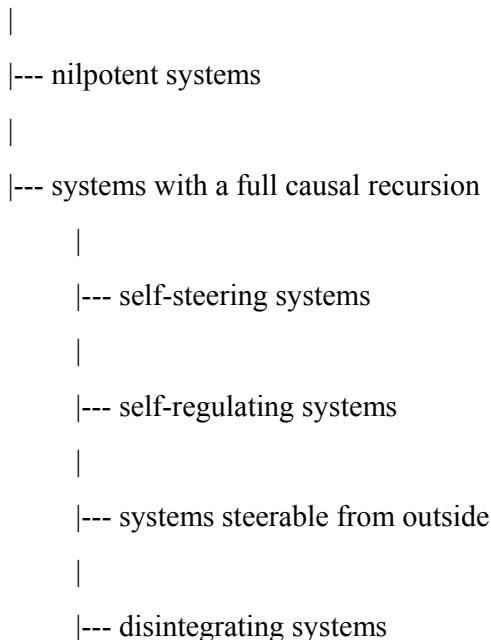 |
|--- nilpotent systems
|
|--- systems with a full causal recursion
|
|--- self-steering systems
|
|--- self-regulating systems
|
|--- systems steerable from outside
|
|--- disintegrating systems